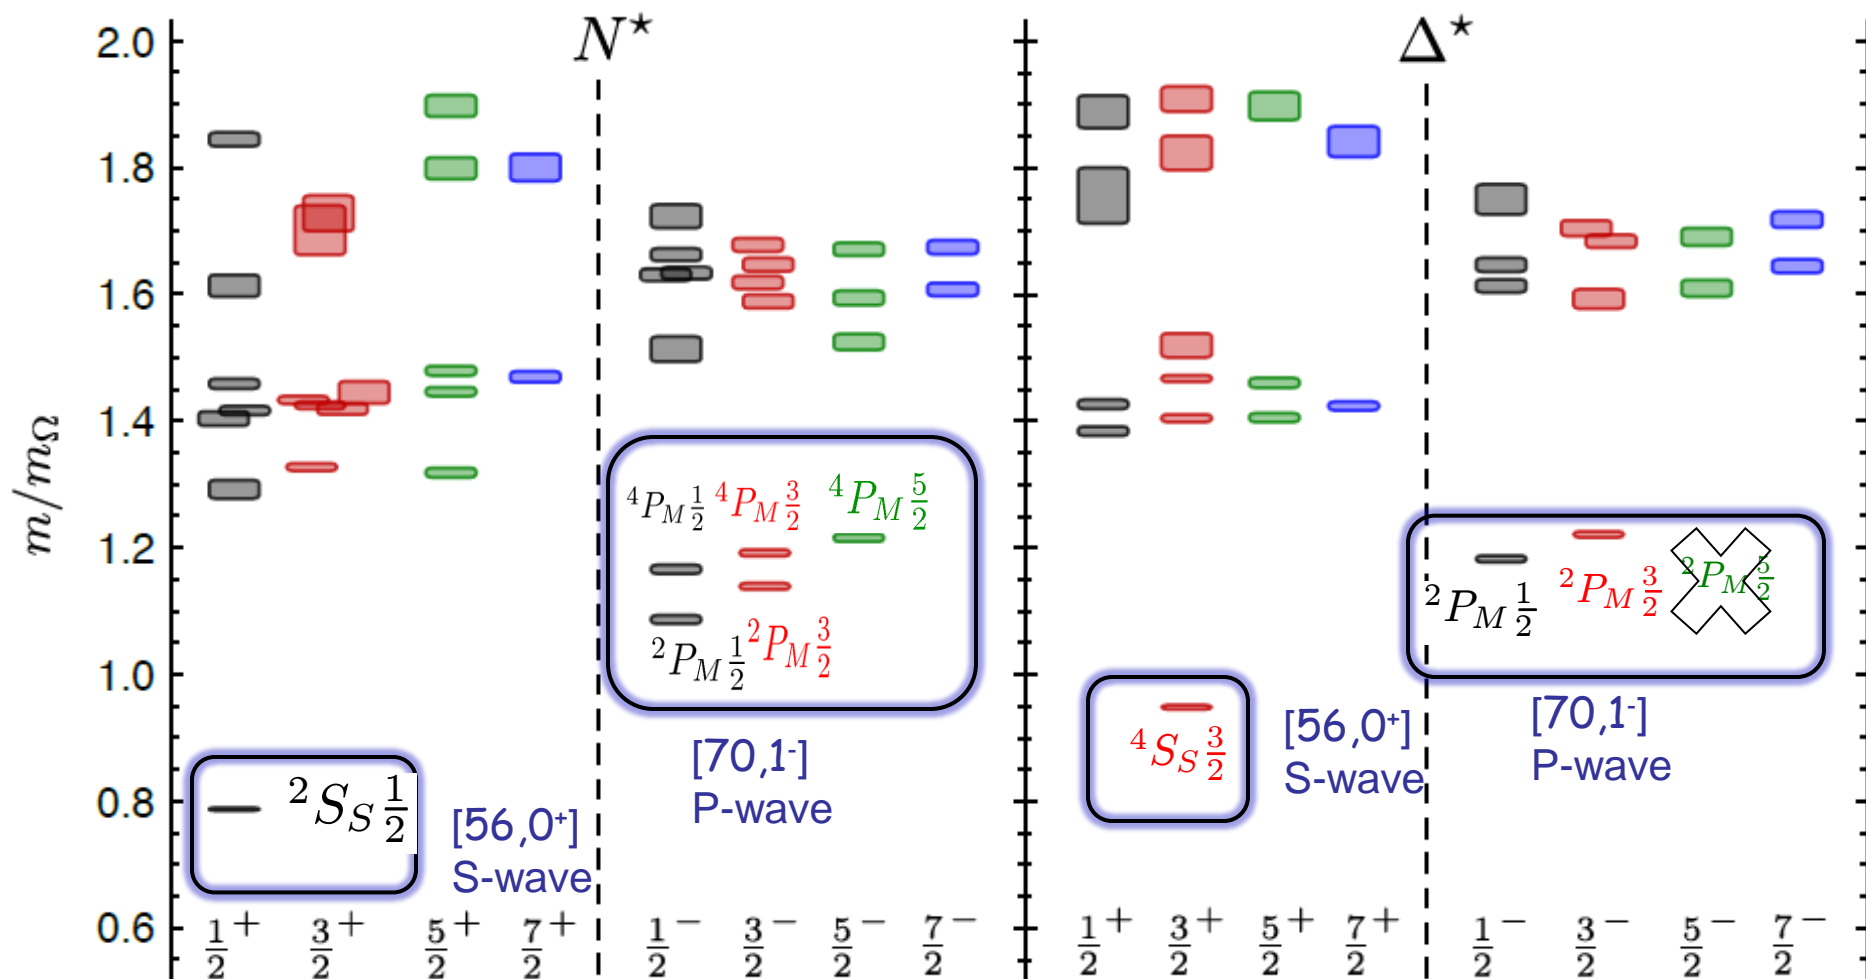 N⋆
Δ⋆
2.0
1.8
1.6
1.4
1.2
1.0
0.8
0.6
m/m_Ω
⁴P_M 1/2 ⁴P_M 3/2 ⁴P_M 5/2
²P_M 1/2 ²P_M 3/2
[70,1⁻]
P-wave
²S_S 1/2
[56,0⁺]
S-wave
⁴S_S 3/2
[56,0⁺]
S-wave
²P_M 1/2 ²P_M 3/2 ²P_M 5/2
[70,1⁻]
P-wave
1/2⁺ 3/2⁺ 5/2⁺ 7/2⁺ 1/2⁻ 3/2⁻ 5/2⁻ 7/2⁻ 1/2⁺ 3/2⁺ 5/2⁺ 7/2⁺ 1/2⁻ 3/2⁻ 5/2⁻ 7/2⁻